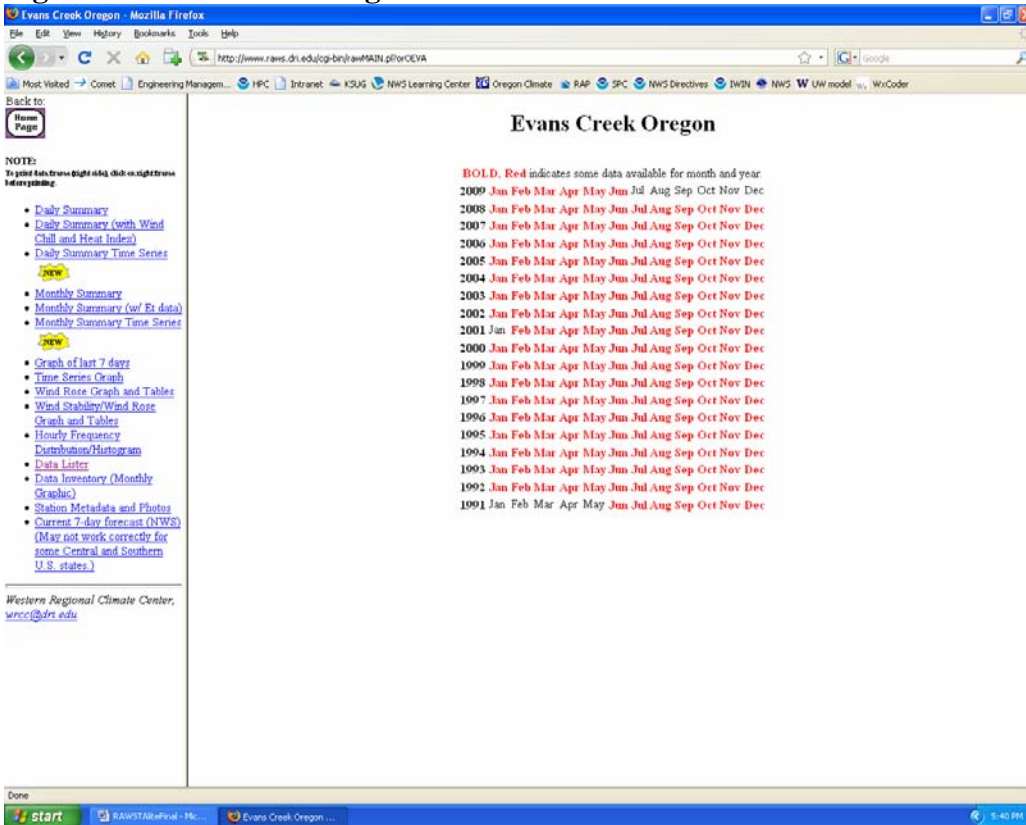 Evans Creek Oregon - Mozilla Firefox
File Edit View History Bookmarks Tools Help
http://www.raws.dri.edu/cgi-bin/rawMAIN.pl?orOEVA
Google
Most Visited Comet Engineering Managem... HPC Intranet KSUG NWS Learning Center Oregon Climate RAP SPC NWS Directives IWIN NWS W UW model WxCoder
Back to:
Home
Page
NOTE:
To print data frame (right side), click on right frame
before printing.
Daily Summary
Daily Summary (with Wind
Chill and Heat Index)
Daily Summary Time Series
NEW
Monthly Summary
Monthly Summary (w/ Et data)
Monthly Summary Time Series
NEW
Graph of last 7 days
Time Series Graph
Wind Rose Graph and Tables
Wind Stability/Wind Rose
Graph and Tables
Hourly Frequency
Distribution/Histogram
Data Lister
Data Inventory (Monthly
Graphic)
Station Metadata and Photos
Current 7-day forecast (NWS)
(May not work correctly for
some Central and Southern
U.S. states.)
Western Regional Climate Center,
wrcc@dri.edu
Evans Creek Oregon
BOLD, Red indicates some data available for month and year.
2009 Jan Feb Mar Apr May Jun Jul Aug Sep Oct Nov Dec
2008 Jan Feb Mar Apr May Jun Jul Aug Sep Oct Nov Dec
2007 Jan Feb Mar Apr May Jun Jul Aug Sep Oct Nov Dec
2006 Jan Feb Mar Apr May Jun Jul Aug Sep Oct Nov Dec
2005 Jan Feb Mar Apr May Jun Jul Aug Sep Oct Nov Dec
2004 Jan Feb Mar Apr May Jun Jul Aug Sep Oct Nov Dec
2003 Jan Feb Mar Apr May Jun Jul Aug Sep Oct Nov Dec
2002 Jan Feb Mar Apr May Jun Jul Aug Sep Oct Nov Dec
2001 Jan Feb Mar Apr May Jun Jul Aug Sep Oct Nov Dec
2000 Jan Feb Mar Apr May Jun Jul Aug Sep Oct Nov Dec
1999 Jan Feb Mar Apr May Jun Jul Aug Sep Oct Nov Dec
1998 Jan Feb Mar Apr May Jun Jul Aug Sep Oct Nov Dec
1997 Jan Feb Mar Apr May Jun Jul Aug Sep Oct Nov Dec
1996 Jan Feb Mar Apr May Jun Jul Aug Sep Oct Nov Dec
1995 Jan Feb Mar Apr May Jun Jul Aug Sep Oct Nov Dec
1994 Jan Feb Mar Apr May Jun Jul Aug Sep Oct Nov Dec
1993 Jan Feb Mar Apr May Jun Jul Aug Sep Oct Nov Dec
1992 Jan Feb Mar Apr May Jun Jul Aug Sep Oct Nov Dec
1991 Jan Feb Mar Apr May Jun Jul Aug Sep Oct Nov Dec
Done
start RAWSTAliteFinal - Mic... Evans Creek Oregon ... 5:40 PM